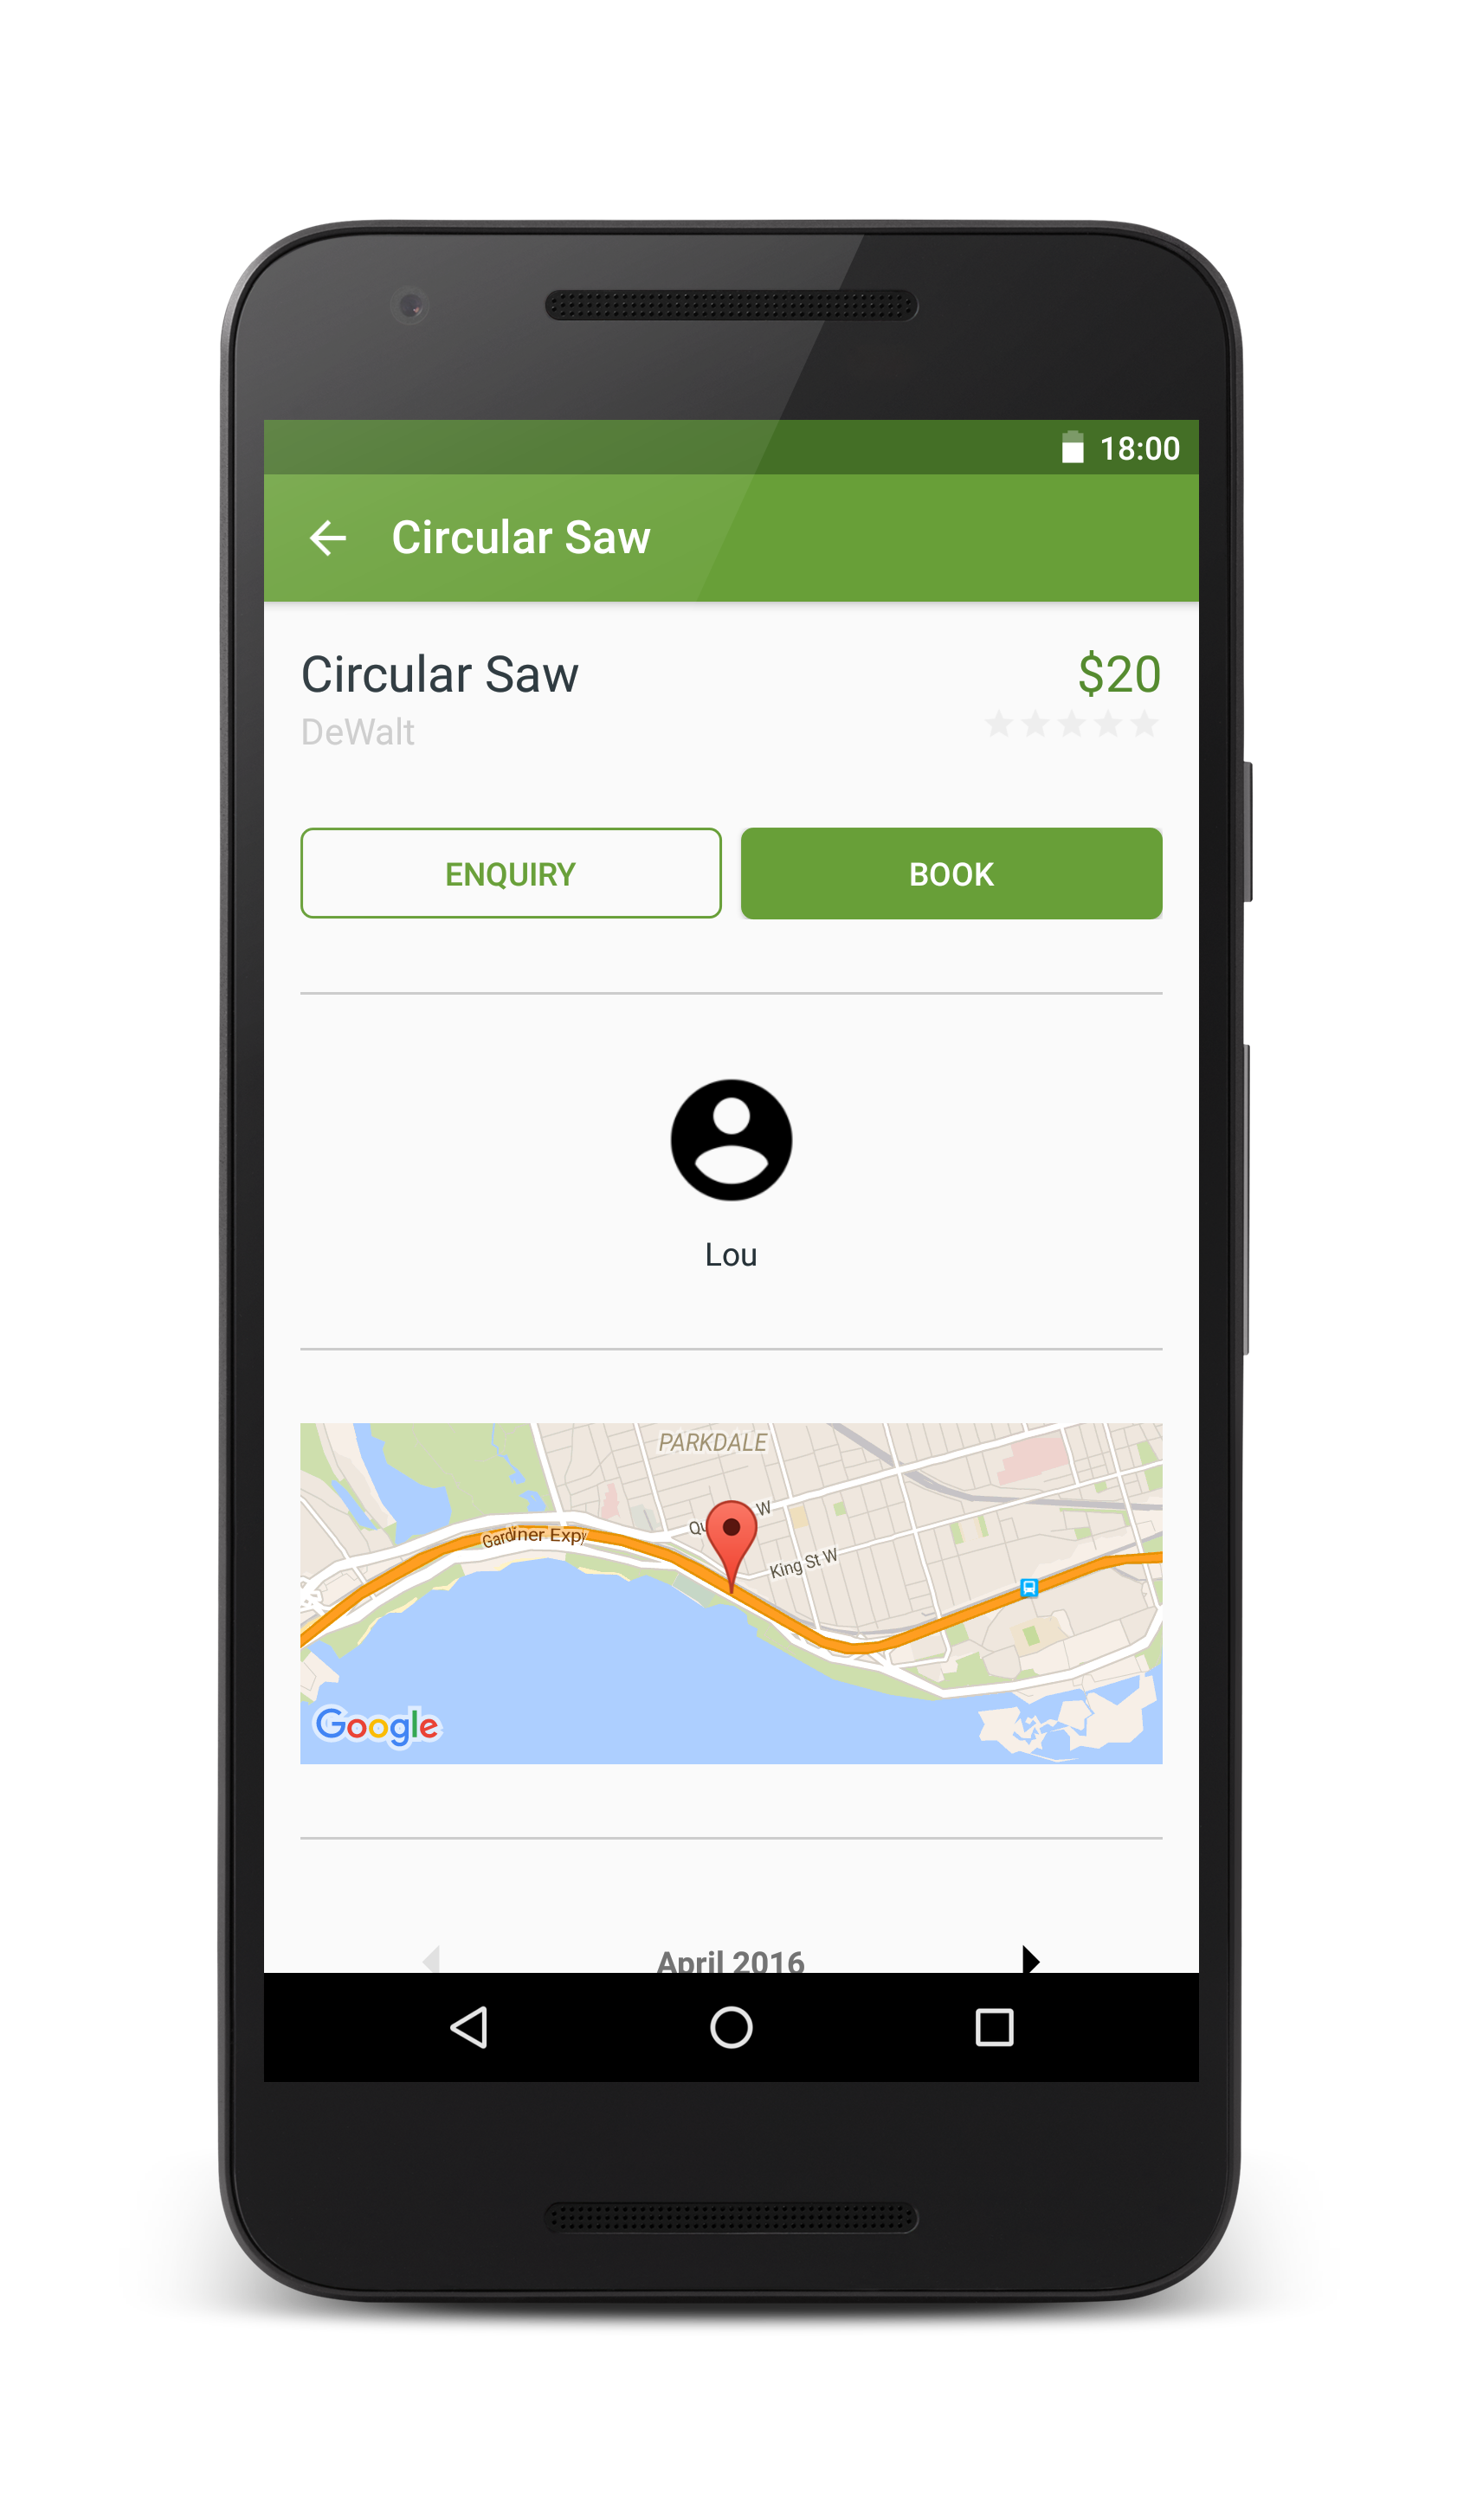 18:00
Circular Saw
Circular Saw
$20
DeWalt
ENQUIRY
BOOK
Lou
PARKDALE
W
Gardiner Expy
King St W
Google
April 2016